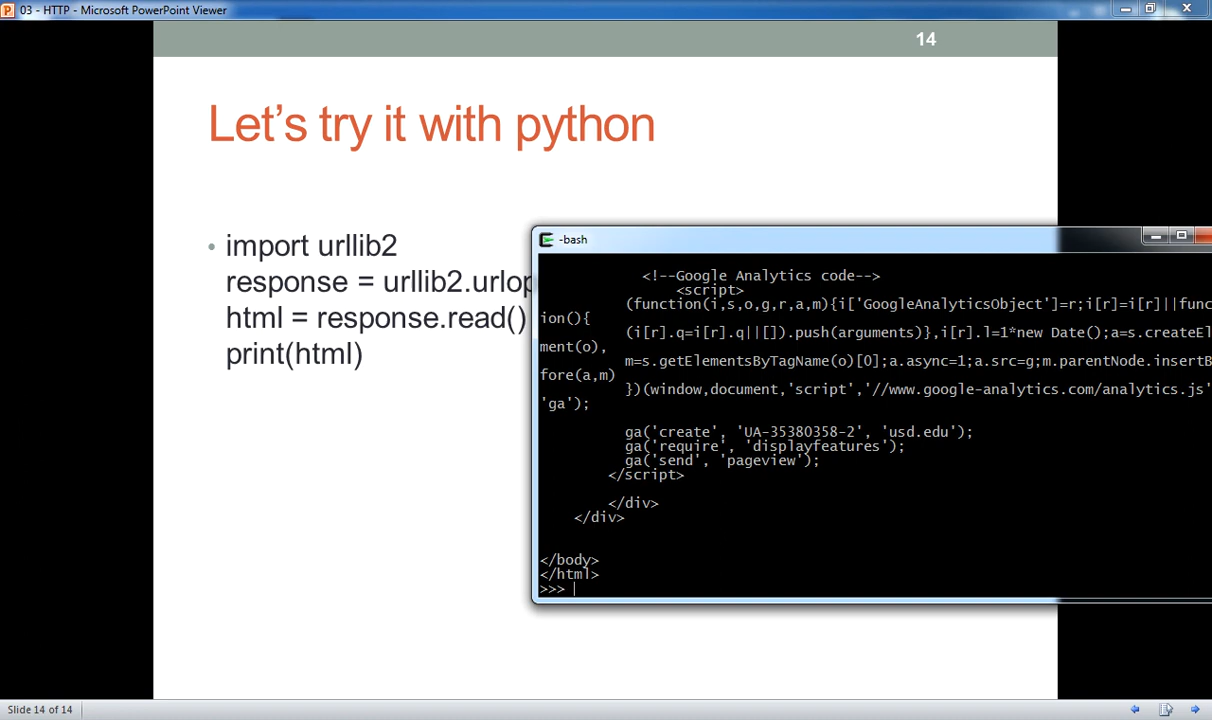 03 - HTTP - Microsoft PowerPoint Viewer
14
Let's try it with python
• import urllib2
response = urllib2.urlop
html = response.read()
print(html)
-bash
<!--Google Analytics code-->
<script>
(function(i,s,o,g,r,a,m){i['GoogleAnalyticsObject']=r;i[r]=i[r]||func
ion(){
(i[r].q=i[r].q||[]).push(arguments)},i[r].l=1*new Date();a=s.createEl
ment(o),
m=s.getElementsByTagName(o)[0];a.async=1;a.src=g;m.parentNode.insertB
fore(a,m)
})(window,document,'script','//www.google-analytics.com/analytics.js'
'ga');
ga('create', 'UA-35380358-2', 'usd.edu');
ga('require', 'displayfeatures');
ga('send', 'pageview');
</script>
</div>
</div>
</body>
</html>
>>>
Slide 14 of 14